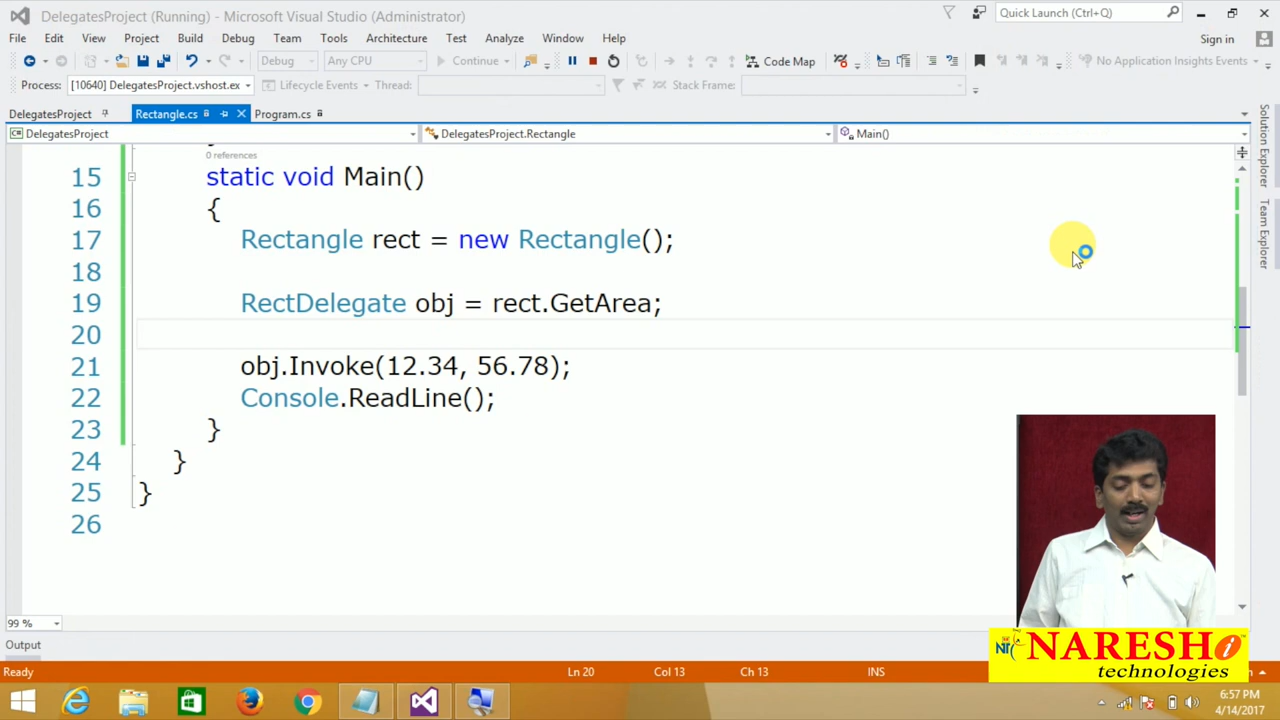 DelegatesProject (Running) - Microsoft Visual Studio (Administrator)
Quick Launch (Ctrl+Q)
File Edit View Project Build Debug Team Tools Architecture Test Analyze Window Help
Sign in
Debug Any CPU Continue Code Map No Application Insights Events
Process: [10640] DelegatesProject.vshost.ex Lifecycle Events Thread: Stack Frame:
DelegatesProject Rectangle.cs Program.cs
DelegatesProject DelegatesProject.Rectangle Main()
Solution Explorer
Team Explorer
0 references
15 static void Main()
16 {
17 Rectangle rect = new Rectangle();
18
19 RectDelegate obj = rect.GetArea;
20
21 obj.Invoke(12.34, 56.78);
22 Console.ReadLine();
23 }
24 }
25 }
26
99 %
Output
Ready Ln 20 Col 13 Ch 13 INS
NARESH i
technologies
6:57 PM
4/14/2017